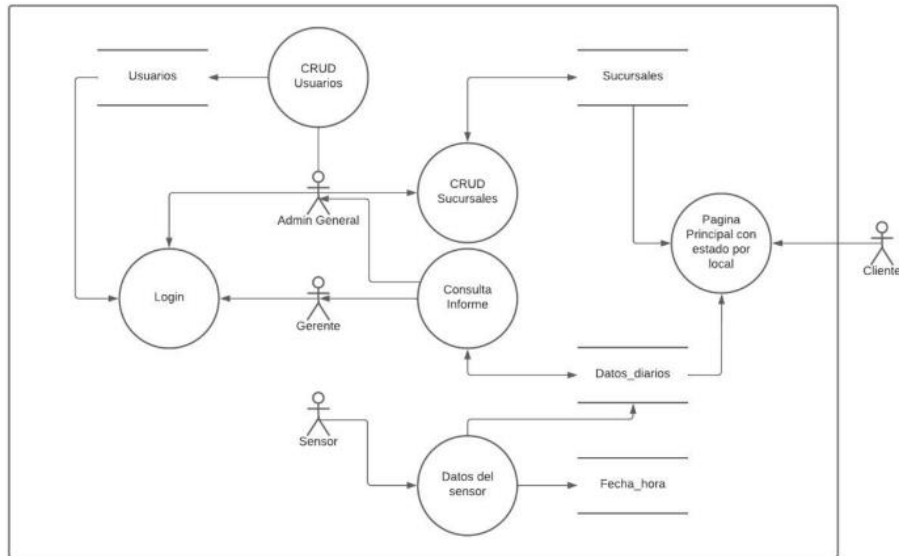 Usuarios
CRUD
Usuarios
Sucursales
CRUD
Sucursales
Admin General
Pagina
Principal con
estado por
local
Cliente
Login
Gerente
Consulta
Informe
Datos_diarios
Sensor
Datos del
sensor
Fecha_hora